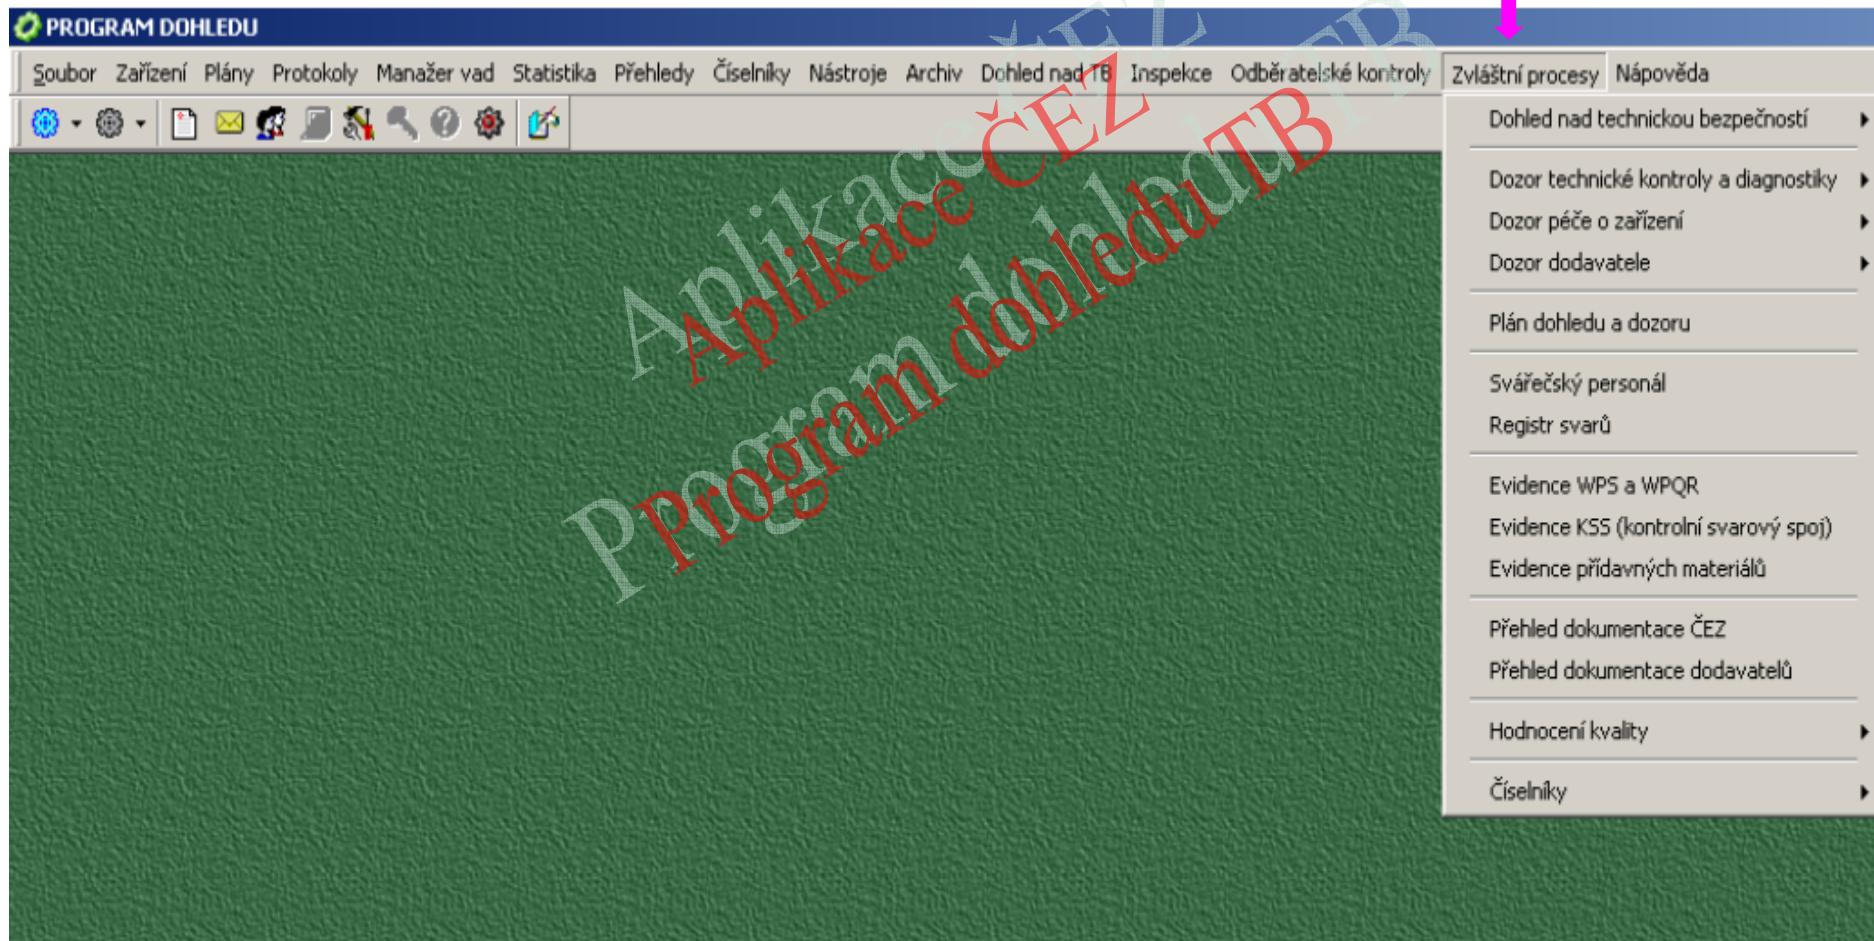 PROGRAM DOHLEDU
Soubor Zařízení Plány Protokoly Manažer vad Statistika Přehledy Číselníky Nástroje Archiv Dohled nad TB Inspekce Odběratelské kontroly Zvláštní procesy Nápověda
Dohled nad technickou bezpečností
Dozor technické kontroly a diagnostiky
Dozor péče o zařízení
Dozor dodavatele
Plán dohledu a dozoru
Svářečský personál
Registr svarů
Evidence WPS a WPQR
Evidence KSS (kontrolní svarový spoj)
Evidence přídavných materiálů
Přehled dokumentace ČEZ
Přehled dokumentace dodavatelů
Hodnocení kvality
Číselníky
Aplikace ČEZ
Program dohledu TB